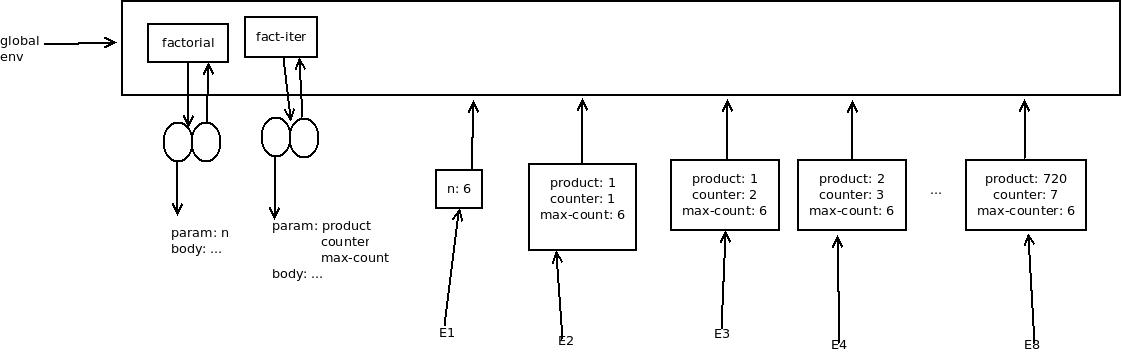 global
env
factorial
fact-iter
param: n
body: ...
param: product
counter
max-count
body: ...
n: 6
product: 1
counter: 1
max-count: 6
product: 1
counter: 2
max-count: 6
product: 2
counter: 3
max-count: 6
...
product: 720
counter: 7
max-count: 6
E1
E2
E3
E4
E8